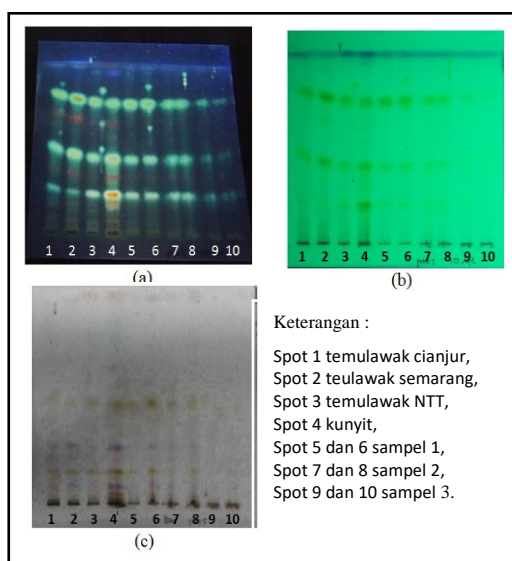 1 2 3 4 5 6 7 8 9 10
(a)
1 2 3 4 5 6 7 8 9 10
(b)
1 2 3 4 5 6 7 8 9 10
(c)
Keterangan :
Spot 1 temulawak cianjur,
Spot 2 teulawak semarang,
Spot 3 temulawak NTT,
Spot 4 kunyit,
Spot 5 dan 6 sampel 1,
Spot 7 dan 8 sampel 2,
Spot 9 dan 10 sampel 3.